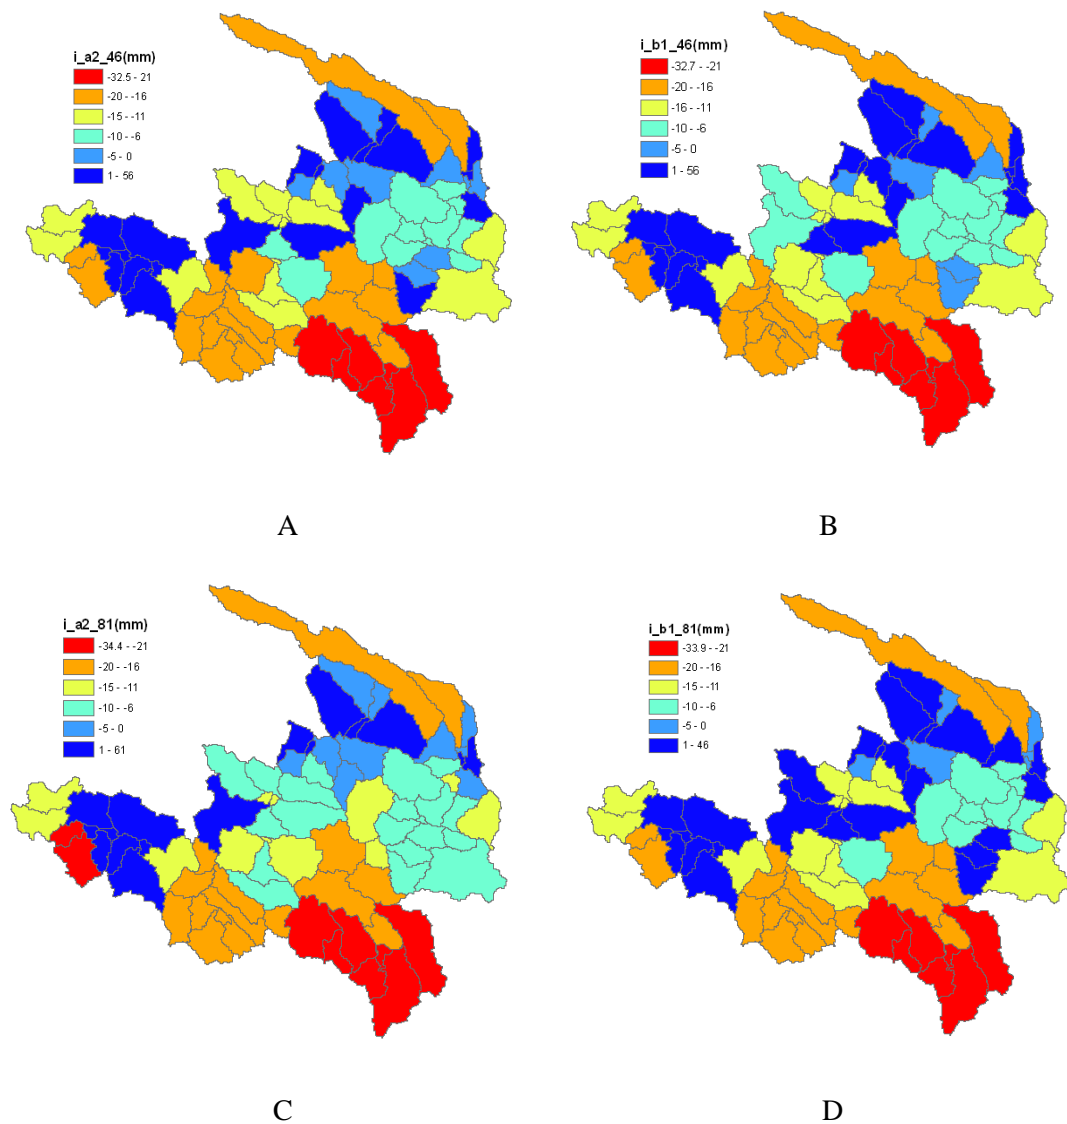 i_a2_46(mm)
-32.5 - 21
-20 - -16
-15 - -11
-10 - -6
-5 - 0
1 - 56
A
i_b1_46(mm)
-32.7 - -21
-20 - -16
-16 - -11
-10 - -6
-5 - 0
1 - 56
B
i_a2_81(mm)
-34.4 - -21
-20 - -16
-15 - -11
-10 - -6
-5 - 0
1 - 61
C
i_b1_81(mm)
-33.9 - -21
-20 - -16
-15 - -11
-10 - -6
-5 - 0
1 - 46
D